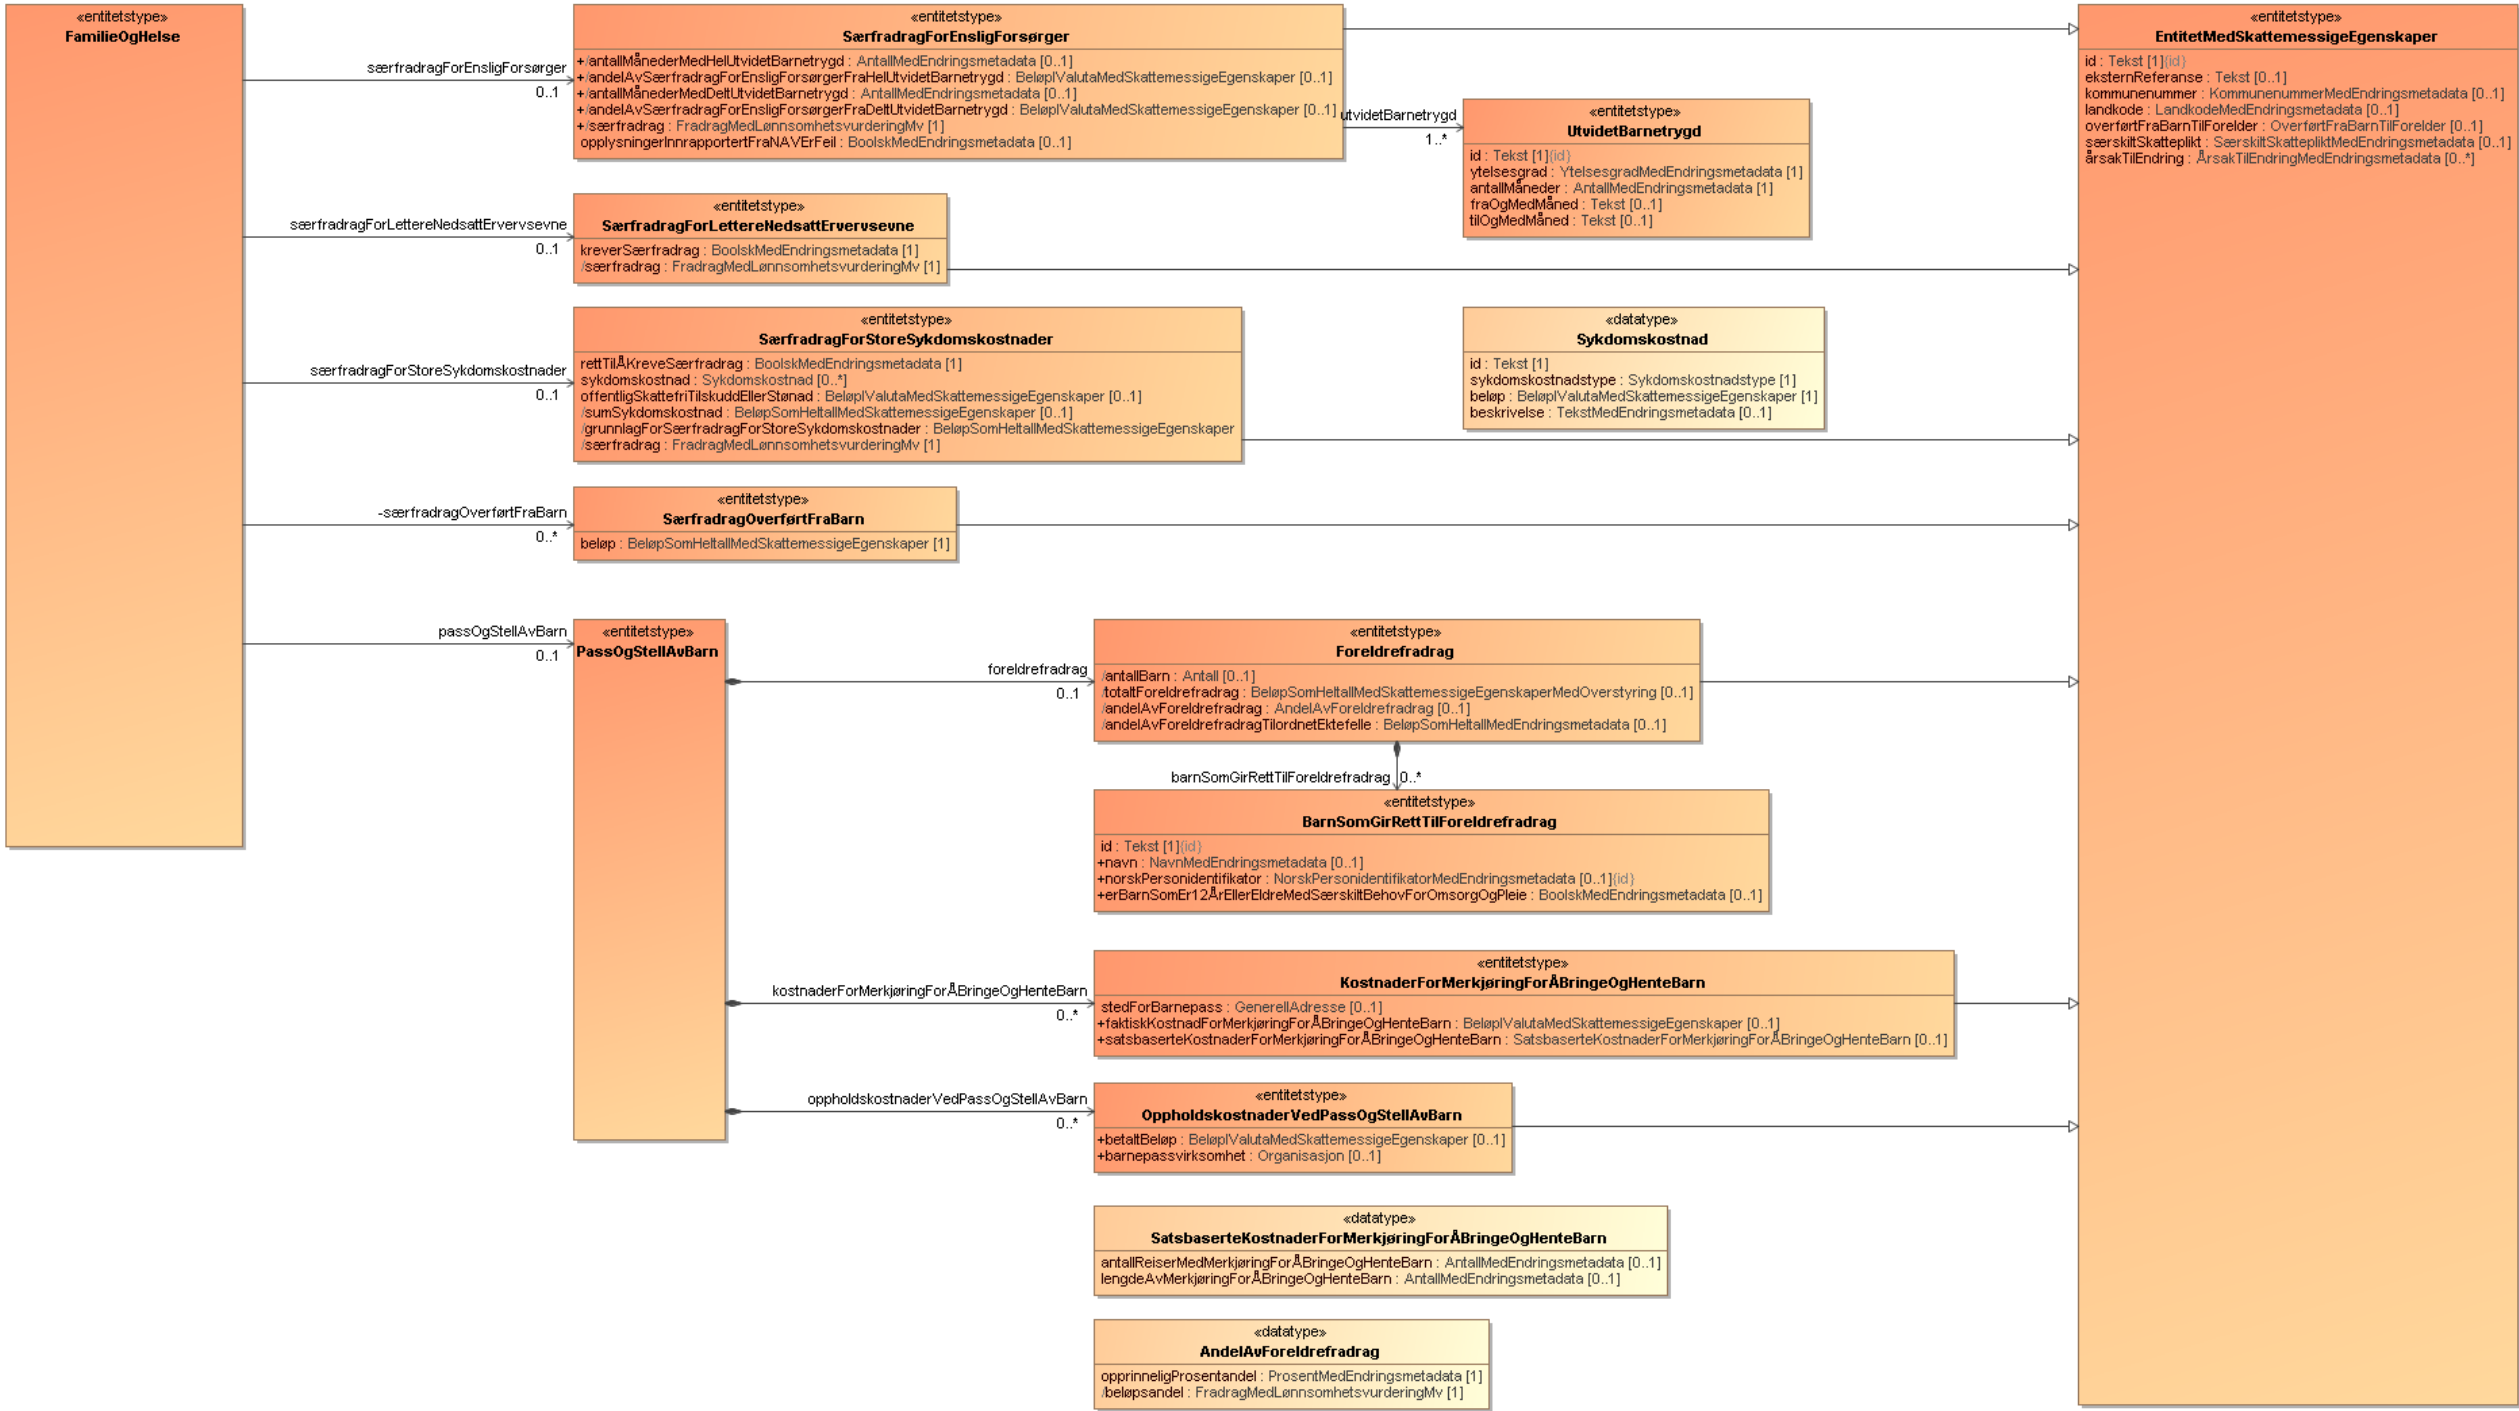 «entitetstype»
FamilieOgHelse
særfradragForEnsligForsørger
0..1
særfradragForLettereNedsattErvervsevne
0..1
særfradragForStoreSykdomskostnader
0..1
-særfradragOverførtFraBarn
0..*
passOgStellAvBarn
0..1
«entitetstype»
SærfradragForEnsligForsørger
+/antallMånederMedHelUtvidetBarnetrygd : AntallMedEndringsmetadata [0..1]
+/andelAvSærfradragForEnsligForsørgerFraHelUtvidetBarnetrygd : BeløpIValutaMedSkattemessigeEgenskaper [0..1]
+/antallMånederMedDeltUtvidetBarnetrygd : AntallMedEndringsmetadata [0..1]
+/andelAvSærfradragForEnsligForsørgerFraDeltUtvidetBarnetrygd : BeløpIValutaMedSkattemessigeEgenskaper [0..1]
+/særfradrag : FradragMedLønnsomhetsvurderingMv [1]
opplysningerInnrapportertFraNAVErFeil : BoolskMedEndringsmetadata [0..1]
utvidetBarnetrygd
1..*
«entitetstype»
UtvidetBarnetrygd
id : Tekst [1]{id}
ytelsesgrad : YtelsesgradMedEndringsmetadata [1]
antallMåneder : AntallMedEndringsmetadata [1]
fraOgMedMåned : Tekst [0..1]
tilOgMedMåned : Tekst [0..1]
«entitetstype»
SærfradragForLettereNedsattErvervsevne
kreverSærfradrag : BoolskMedEndringsmetadata [1]
/særfradrag : FradragMedLønnsomhetsvurderingMv [1]
«entitetstype»
SærfradragForStoreSykdomskostnader
rettTilÅKreveSærfradrag : BoolskMedEndringsmetadata [1]
sykdomskostnad : Sykdomskostnad [0..*]
offentligSkattefriTilskuddEllerStønad : BeløpIValutaMedSkattemessigeEgenskaper [0..1]
/sumSykdomskostnad : BeløpSomHeltallMedSkattemessigeEgenskaper [0..1]
/grunnlagForSærfradragForStoreSykdomskostnader : BeløpSomHeltallMedSkattemessigeEgenskaper
/særfradrag : FradragMedLønnsomhetsvurderingMv [1]
«datatype»
Sykdomskostnad
id : Tekst [1]
sykdomskostnadstype : Sykdomskostnadstype [1]
beløp : BeløpIValutaMedSkattemessigeEgenskaper [1]
beskrivelse : TekstMedEndringsmetadata [0..1]
«entitetstype»
SærfradragOverførtFraBarn
beløp : BeløpSomHeltallMedSkattemessigeEgenskaper [1]
«entitetstype»
PassOgStellAvBarn
foreldrefradrag
0..1
kostnaderForMerkjøringForÅBringeOgHenteBarn
0..*
oppholdskostnaderVedPassOgStellAvBarn
0..*
«entitetstype»
Foreldrefradrag
/antallBarn : Antall [0..1]
/totaltForeldrefradrag : BeløpSomHeltallMedSkattemessigeEgenskaperMedOverstyring [0..1]
/andelAvForeldrefradrag : AndelAvForeldrefradrag [0..1]
/andelAvForeldrefradragTilordnetEktefelle : BeløpSomHeltallMedEndringsmetadata [0..1]
barnSomGirRettTilForeldrefradrag 0..*
«entitetstype»
BarnSomGirRettTilForeldrefradrag
id : Tekst [1]{id}
+navn : NavnMedEndringsmetadata [0..1]
+norskPersonidentifikator : NorskPersonidentifikatorMedEndringsmetadata [0..1]{id}
+erBarnSomEr12ÅrEllerEldreMedSærskiltBehovForOmsorgOgPleie : BoolskMedEndringsmetadata [0..1]
«entitetstype»
KostnaderForMerkjøringForÅBringeOgHenteBarn
stedForBarnepass : GenerellAdresse [0..1]
+faktiskKostnadForMerkjøringForÅBringeOgHenteBarn : BeløpIValutaMedSkattemessigeEgenskaper [0..1]
+satsbaserteKostnaderForMerkjøringForÅBringeOgHenteBarn : SatsbaserteKostnaderForMerkjøringForÅBringeOgHenteBarn [0..1]
«entitetstype»
OppholdskostnaderVedPassOgStellAvBarn
+betaltBeløp : BeløpIValutaMedSkattemessigeEgenskaper [0..1]
+barnepassvirksomhet : Organisasjon [0..1]
«datatype»
SatsbaserteKostnaderForMerkjøringForÅBringeOgHenteBarn
antallReiserMedMerkjøringForÅBringeOgHenteBarn : AntallMedEndringsmetadata [0..1]
lengdeAvMerkjøringForÅBringeOgHenteBarn : AntallMedEndringsmetadata [0..1]
«datatype»
AndelAvForeldrefradrag
opprinneligProsentandel : ProsentMedEndringsmetadata [1]
/beløpsandel : FradragMedLønnsomhetsvurderingMv [1]
«entitetstype»
EntitetMedSkattemessigeEgenskaper
id : Tekst [1]{id}
eksternReferanse : Tekst [0..1]
kommunenummer : KommunenummerMedEndringsmetadata [0..1]
landkode : LandkodeMedEndringsmetadata [0..1]
overførtFraBarnTilForelder : OverførtFraBarnTilForelder [0..1]
særskiltSkatteplikt : SærskiltSkattepliktMedEndringsmetadata [0..1]
årsakTilEndring : ÅrsakTilEndringMedEndringsmetadata [0..*]